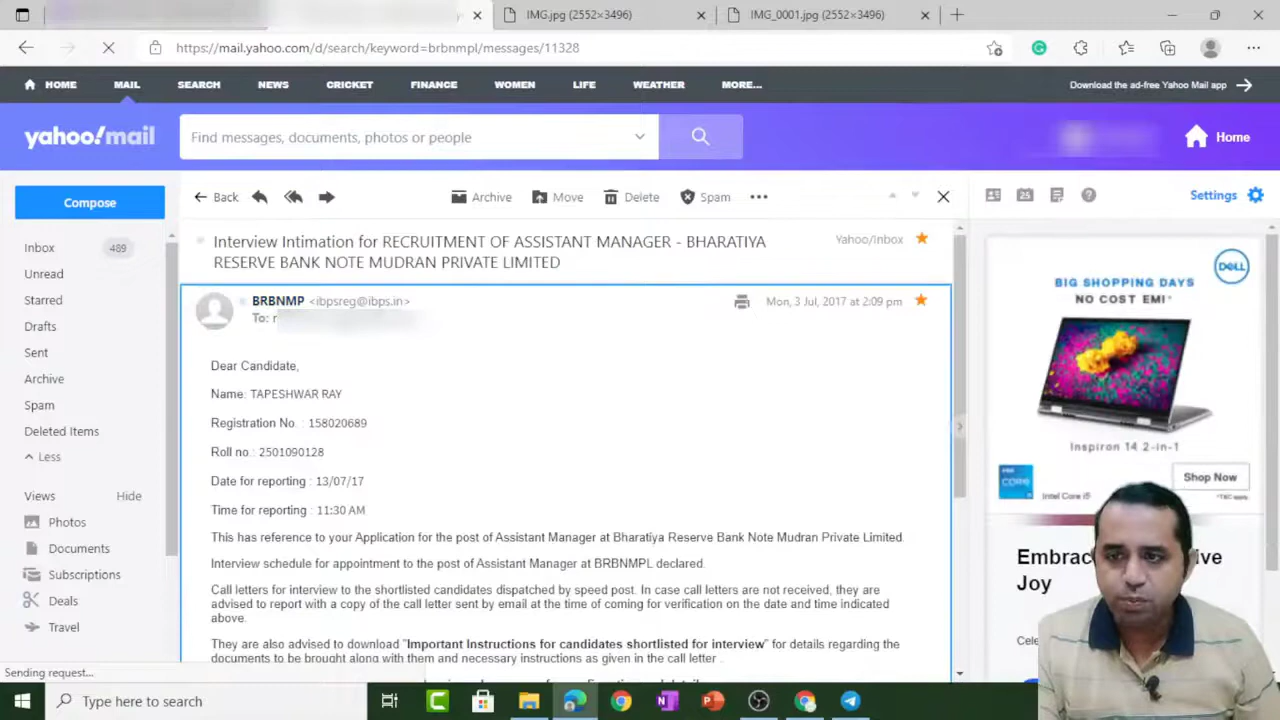 IMG.jpg (2552×3496)
IMG_0001.jpg (2552×3496)
https://mail.yahoo.com/d/search/keyword=brbnmpl/messages/11328
HOME MAIL SEARCH NEWS CRICKET FINANCE WOMEN LIFE WEATHER MORE... Download the ad-free Yahoo Mail app
yahoo!mail Find messages, documents, photos or people Home
Compose
Back Archive Move Delete Spam Settings
Inbox 489
Unread
Starred
Drafts
Sent
Archive
Spam
Deleted Items
Less
Views Hide
Photos
Documents
Subscriptions
Deals
Travel
Interview Intimation for RECRUITMENT OF ASSISTANT MANAGER - BHARATIYA
RESERVE BANK NOTE MUDRAN PRIVATE LIMITED
Yahoo/Inbox
BRBNMP <ibpsreg@ibps.in> Mon, 3 Jul, 2017 at 2:09 pm
To: r
Dear Candidate,
Name: TAPESHWAR RAY
Registration No. : 158020689
Roll no.: 2501090128
Date for reporting : 13/07/17
Time for reporting : 11:30 AM
This has reference to your Application for the post of Assistant Manager at Bharatiya Reserve Bank Note Mudran Private Limited.
Interview schedule for appointment to the post of Assistant Manager at BRBNMPL declared.
Call letters for interview to the shortlisted candidates dispatched by speed post. In case call letters are not received, they are
advised to report with a copy of the call letter sent by email at the time of coming for verification on the date and time indicated
above.
They are also advised to download "Important Instructions for candidates shortlisted for interview" for details regarding the
documents to be brought along with them and necessary instructions as given in the call letter .
DELL
BIG SHOPPING DAYS
NO COST EMI*
Inspiron 14 2-in-1
Shop Now
Intel Core i5
Joy
Sending request...
Type here to search